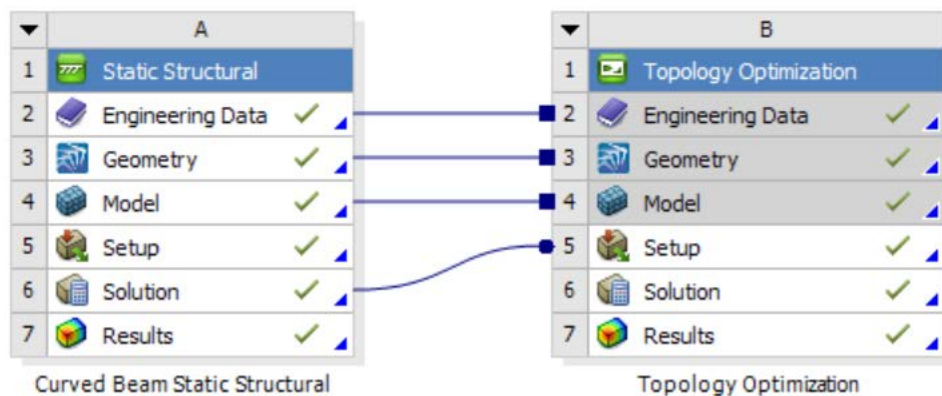 A
1 Static Structural
2 Engineering Data
3 Geometry
4 Model
5 Setup
6 Solution
7 Results
Curved Beam Static Structural
B
1 Topology Optimization
2 Engineering Data
3 Geometry
4 Model
5 Setup
6 Solution
7 Results
Topology Optimization